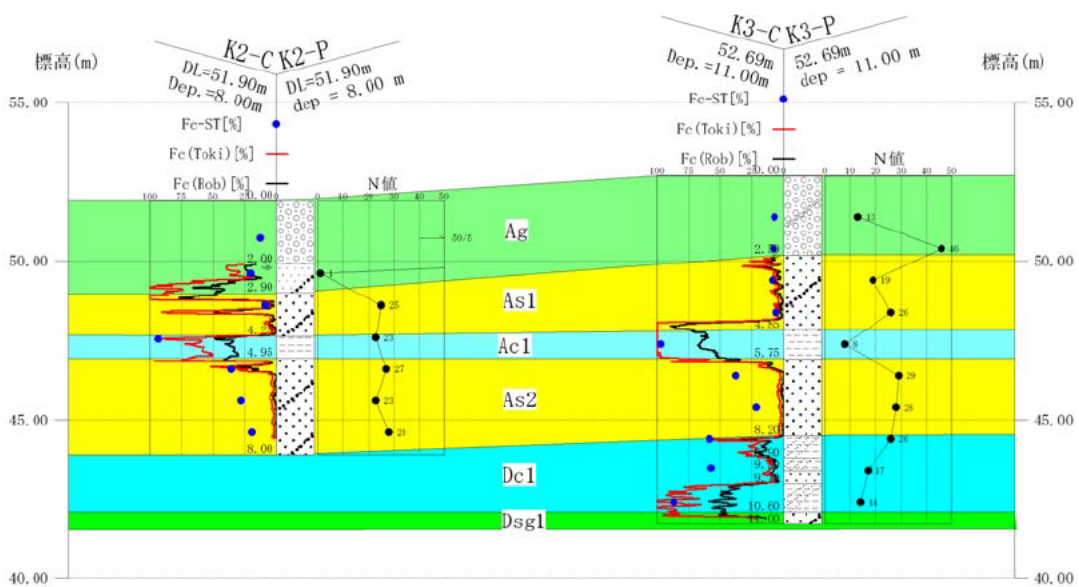 K2-C K2-P
DL=51.90m
Dep.=8.00m
DL=51.90m
dep = 8.00 m
K3-C K3-P
52.69m
Dep.=11.00m
52.69m
dep = 11.00 m
標高(m)
標高(m)
55.00
55.00
Fc-ST[%]
Fc(Toki)[%]
Fc(Rob)[%]
N値
100 75 50 25
0 10 20 30 40 50
Fc-ST[%]
Fc(Toki)[%]
Fc(Rob)[%]
N値
100 75 50 25
0 10 20 30 40 50
0.00
0.00
Ag
50/8
13
46
50.00
2.00
50.00
1
2.90
As1
19
25
26
4.85
Ac1
23
8
4.95
5.75
27
29
As2
23
28
45.00
28
8.20
26
45.00
8.00
Dc1
17
10.60
14
11.00
Dsg1
40.00
40.00